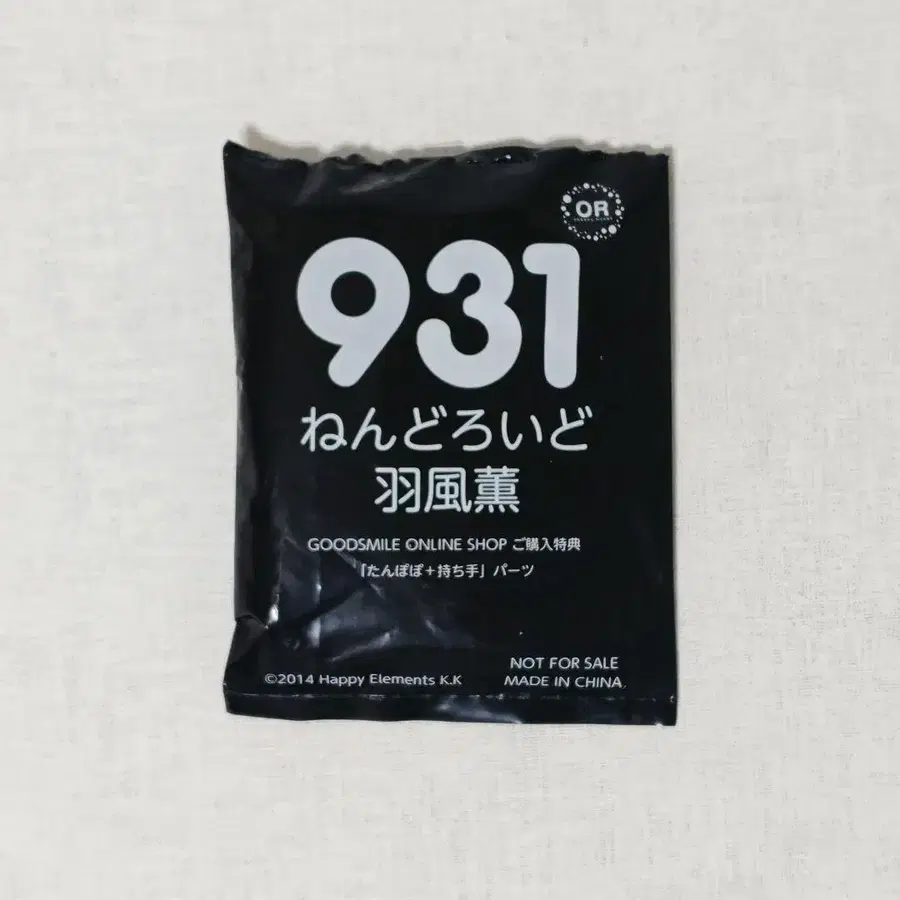 OR
931
ねんどろいど
羽風薫
GOODSMILE ONLINE SHOP ご購入特典
「たんぽぽ+持ち手」パーツ
NOT FOR SALE
©2014 Happy Elements K.K
MADE IN CHINA